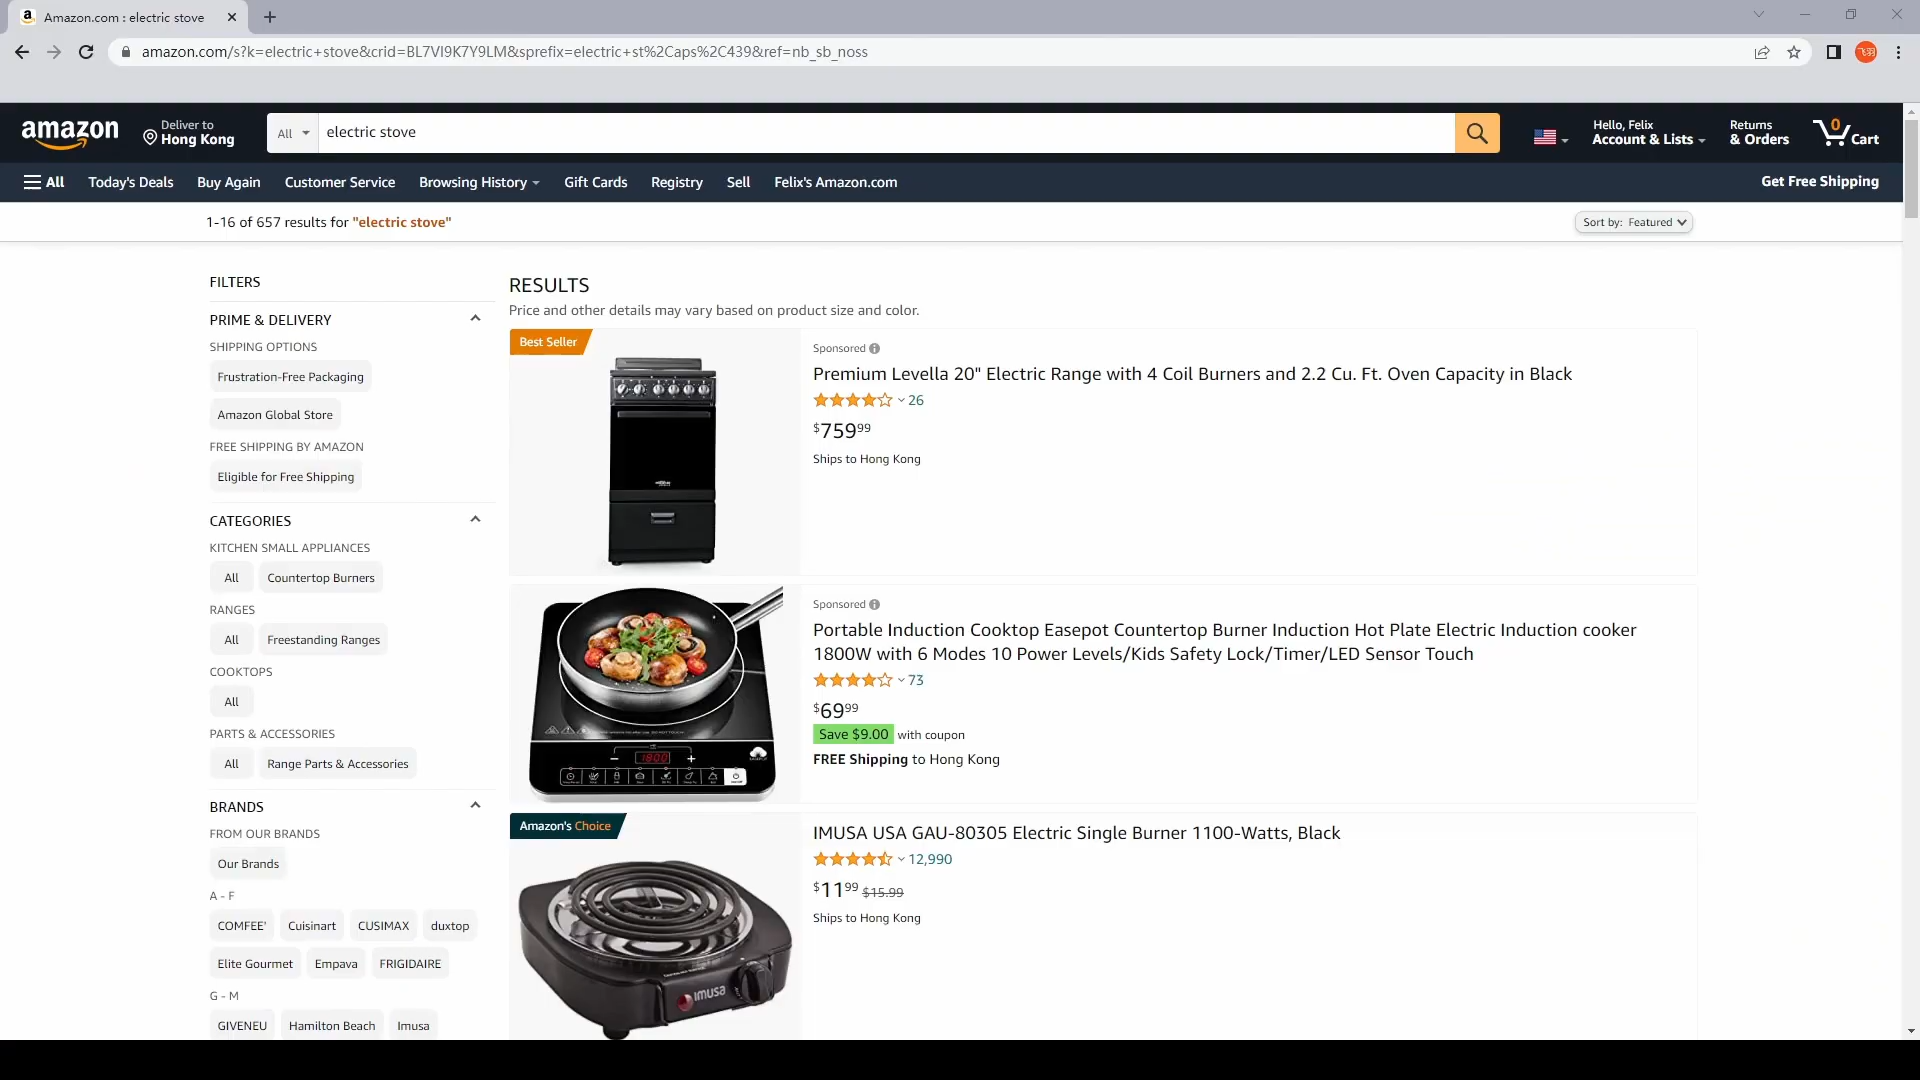 Amazon.com : electric stove
amazon.com/s?k=electric+stove&crid=BL7VI9K7Y9LM&sprefix=electric+st%2Caps%2C439&ref=nb_sb_noss
amazon
Deliver to
Hong Kong
All
electric stove
Hello, Felix
Account & Lists
Returns
& Orders
0
Cart
All
Today's Deals
Buy Again
Customer Service
Browsing History
Gift Cards
Registry
Sell
Felix's Amazon.com
Get Free Shipping
1-16 of 657 results for "electric stove"
Sort by: Featured
FILTERS
PRIME & DELIVERY
SHIPPING OPTIONS
Frustration-Free Packaging
Amazon Global Store
FREE SHIPPING BY AMAZON
Eligible for Free Shipping
CATEGORIES
KITCHEN SMALL APPLIANCES
All
Countertop Burners
RANGES
All
Freestanding Ranges
COOKTOPS
All
PARTS & ACCESSORIES
All
Range Parts & Accessories
BRANDS
FROM OUR BRANDS
Our Brands
A - F
COMFEE'
Cuisinart
CUSIMAX
duxtop
Elite Gourmet
Empava
FRIGIDAIRE
G - M
GIVENEU
Hamilton Beach
Imusa
RESULTS
Price and other details may vary based on product size and color.
Best Seller
Sponsored
Premium Levella 20" Electric Range with 4 Coil Burners and 2.2 Cu. Ft. Oven Capacity in Black
26
$75999
Ships to Hong Kong
1800
Sponsored
Portable Induction Cooktop Easepot Countertop Burner Induction Hot Plate Electric Induction cooker
1800W with 6 Modes 10 Power Levels/Kids Safety Lock/Timer/LED Sensor Touch
73
$6999
Save $9.00 with coupon
FREE Shipping to Hong Kong
Amazon's Choice
IMUSA
IMUSA USA GAU-80305 Electric Single Burner 1100-Watts, Black
12,990
$1199 $15.99
Ships to Hong Kong